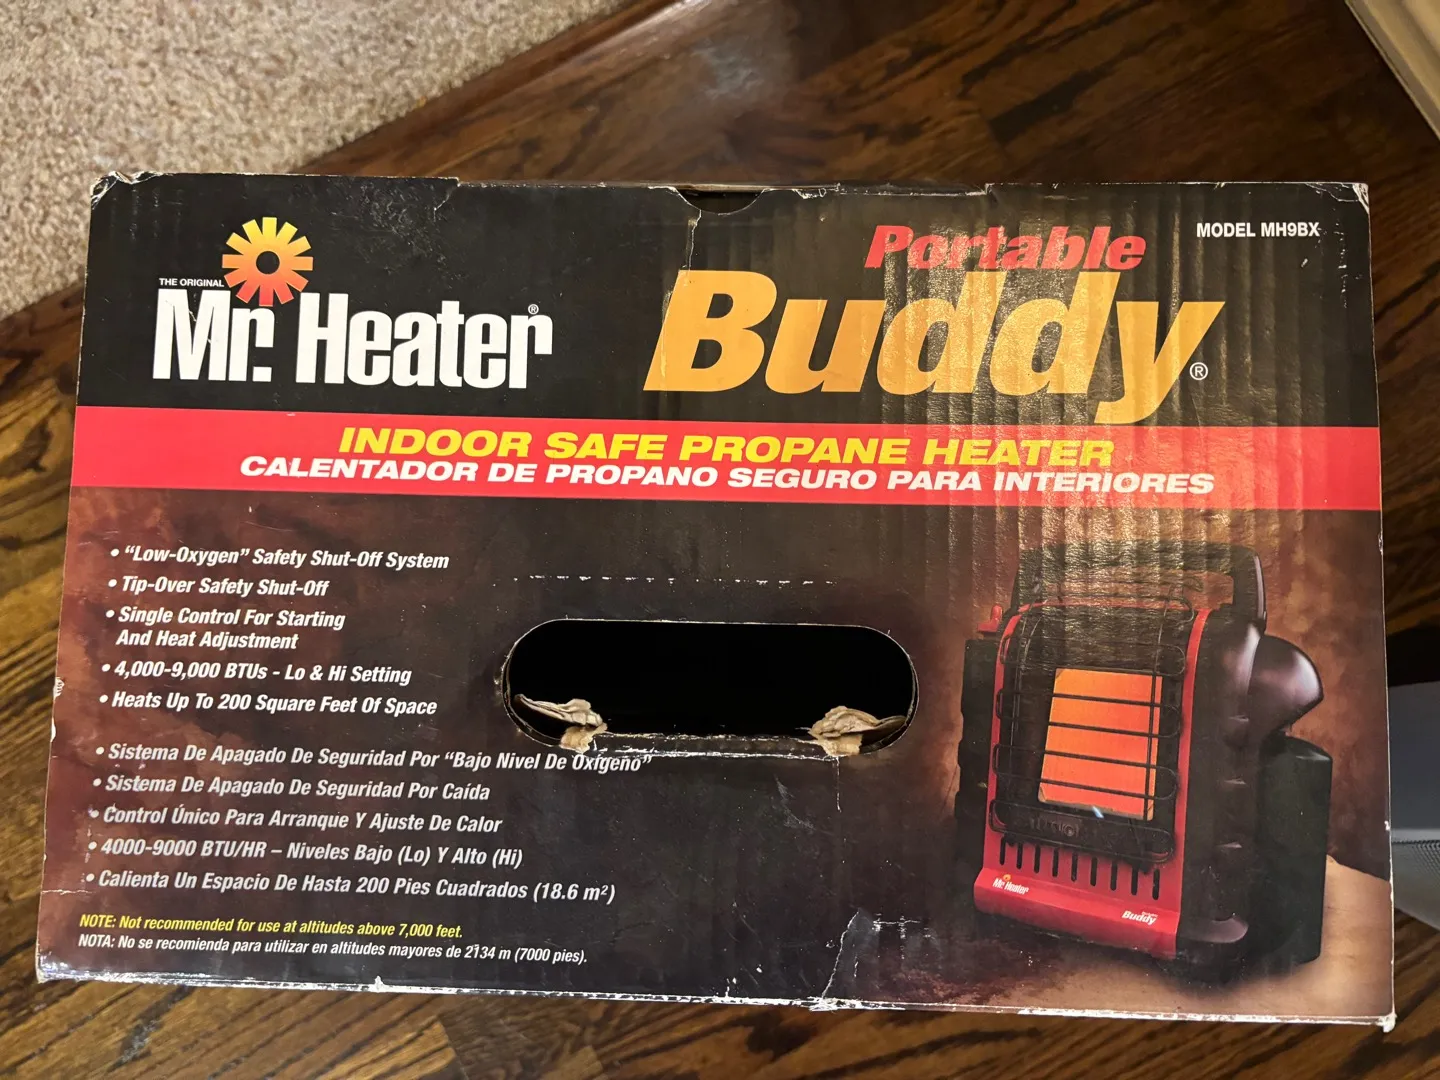 THE ORIGINAL
Mr. Heater®
Portable
Buddy®
MODEL MH9BX
INDOOR SAFE PROPANE HEATER
CALENTADOR DE PROPANO SEGURO PARA INTERIORES
• “Low-Oxygen” Safety Shut-Off System
• Tip-Over Safety Shut-Off
• Single Control For Starting
And Heat Adjustment
• 4,000-9,000 BTUs - Lo & Hi Setting
• Heats Up To 200 Square Feet Of Space
• Sistema De Apagado De Seguridad Por “Bajo Nivel De Oxígeno”
• Sistema De Apagado De Seguridad Por Caída
• Control Único Para Arranque Y Ajuste De Calor
• 4000-9000 BTU/HR – Niveles Bajo (Lo) Y Alto (Hi)
• Calienta Un Espacio De Hasta 200 Pies Cuadrados (18.6 m²)
NOTE: Not recommended for use at altitudes above 7,000 feet.
NOTA: No se recomienda para utilizar en altitudes mayores de 2134 m (7000 pies).
Mr. Heater
Buddy